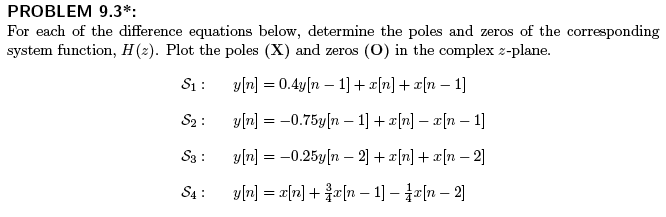 PROBLEM 9.3*:
For each of the difference equations below, determine the poles and zeros of the corresponding
system function, H(z). Plot the poles (X) and zeros (O) in the complex z-plane.
S₁ : y[n] = 0.4y[n − 1] + x[n] + x[n − 1]
S₂ : y[n] = −0.75y[n − 1] + x[n] − x[n − 1]
S₃ : y[n] = −0.25y[n − 2] + x[n] + x[n − 2]
S₄ : y[n] = x[n] + ¾x[n − 1] − ¼x[n − 2]